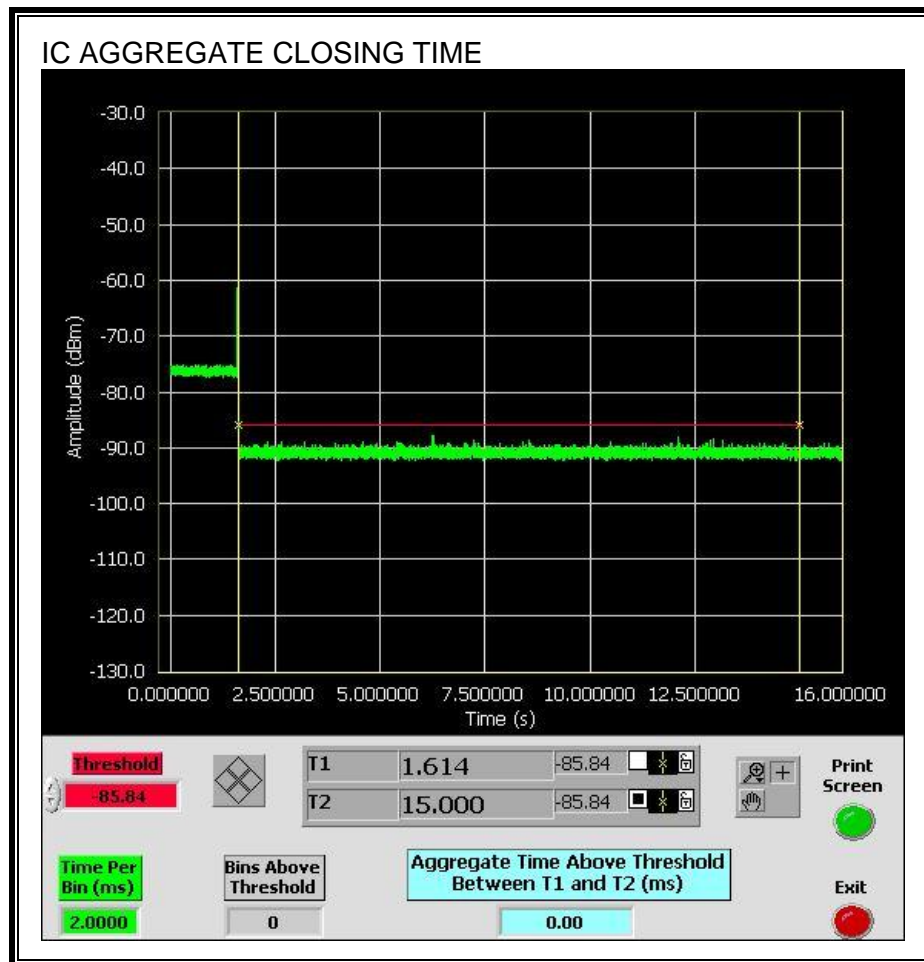 IC AGGREGATE CLOSING TIME
-30.0
-40.0
-50.0
-60.0
-70.0
-80.0
-90.0
-100.0
-110.0
-120.0
-130.0
Amplitude (dBm)
0.000000 2.500000 5.000000 7.500000 10.000000 12.500000 16.000000
Time (s)
Threshold
-85.84
T1 1.614 -85.84
T2 15.000 -85.84
Print
Screen
Time Per
Bin (ms)
2.0000
Bins Above
Threshold
0
Aggregate Time Above Threshold
Between T1 and T2 (ms)
0.00
Exit